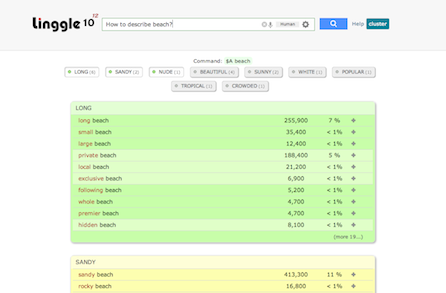 Linggle 10 12
How to describe beach?
Human
Help cluster
Command: $A beach
LONG (6) SANDY (2) NUDE (1) BEAUTIFUL (4) SUNNY (2) WHITE (1) POPULAR (1)
TROPICAL (1) CROWDED (1)
LONG
long beach 255,900 7 % +
small beach 35,400 < 1% +
large beach 12,400 < 1% +
private beach 188,400 5 % +
local beach 21,200 < 1% +
exclusive beach 6,900 < 1% +
following beach 5,200 < 1% +
whole beach 4,700 < 1% +
premier beach 4,700 < 1% +
hidden beach 8,100 < 1% +
(more 19...)
SANDY
sandy beach 413,300 11 % +
rocky beach 16,800 < 1% +